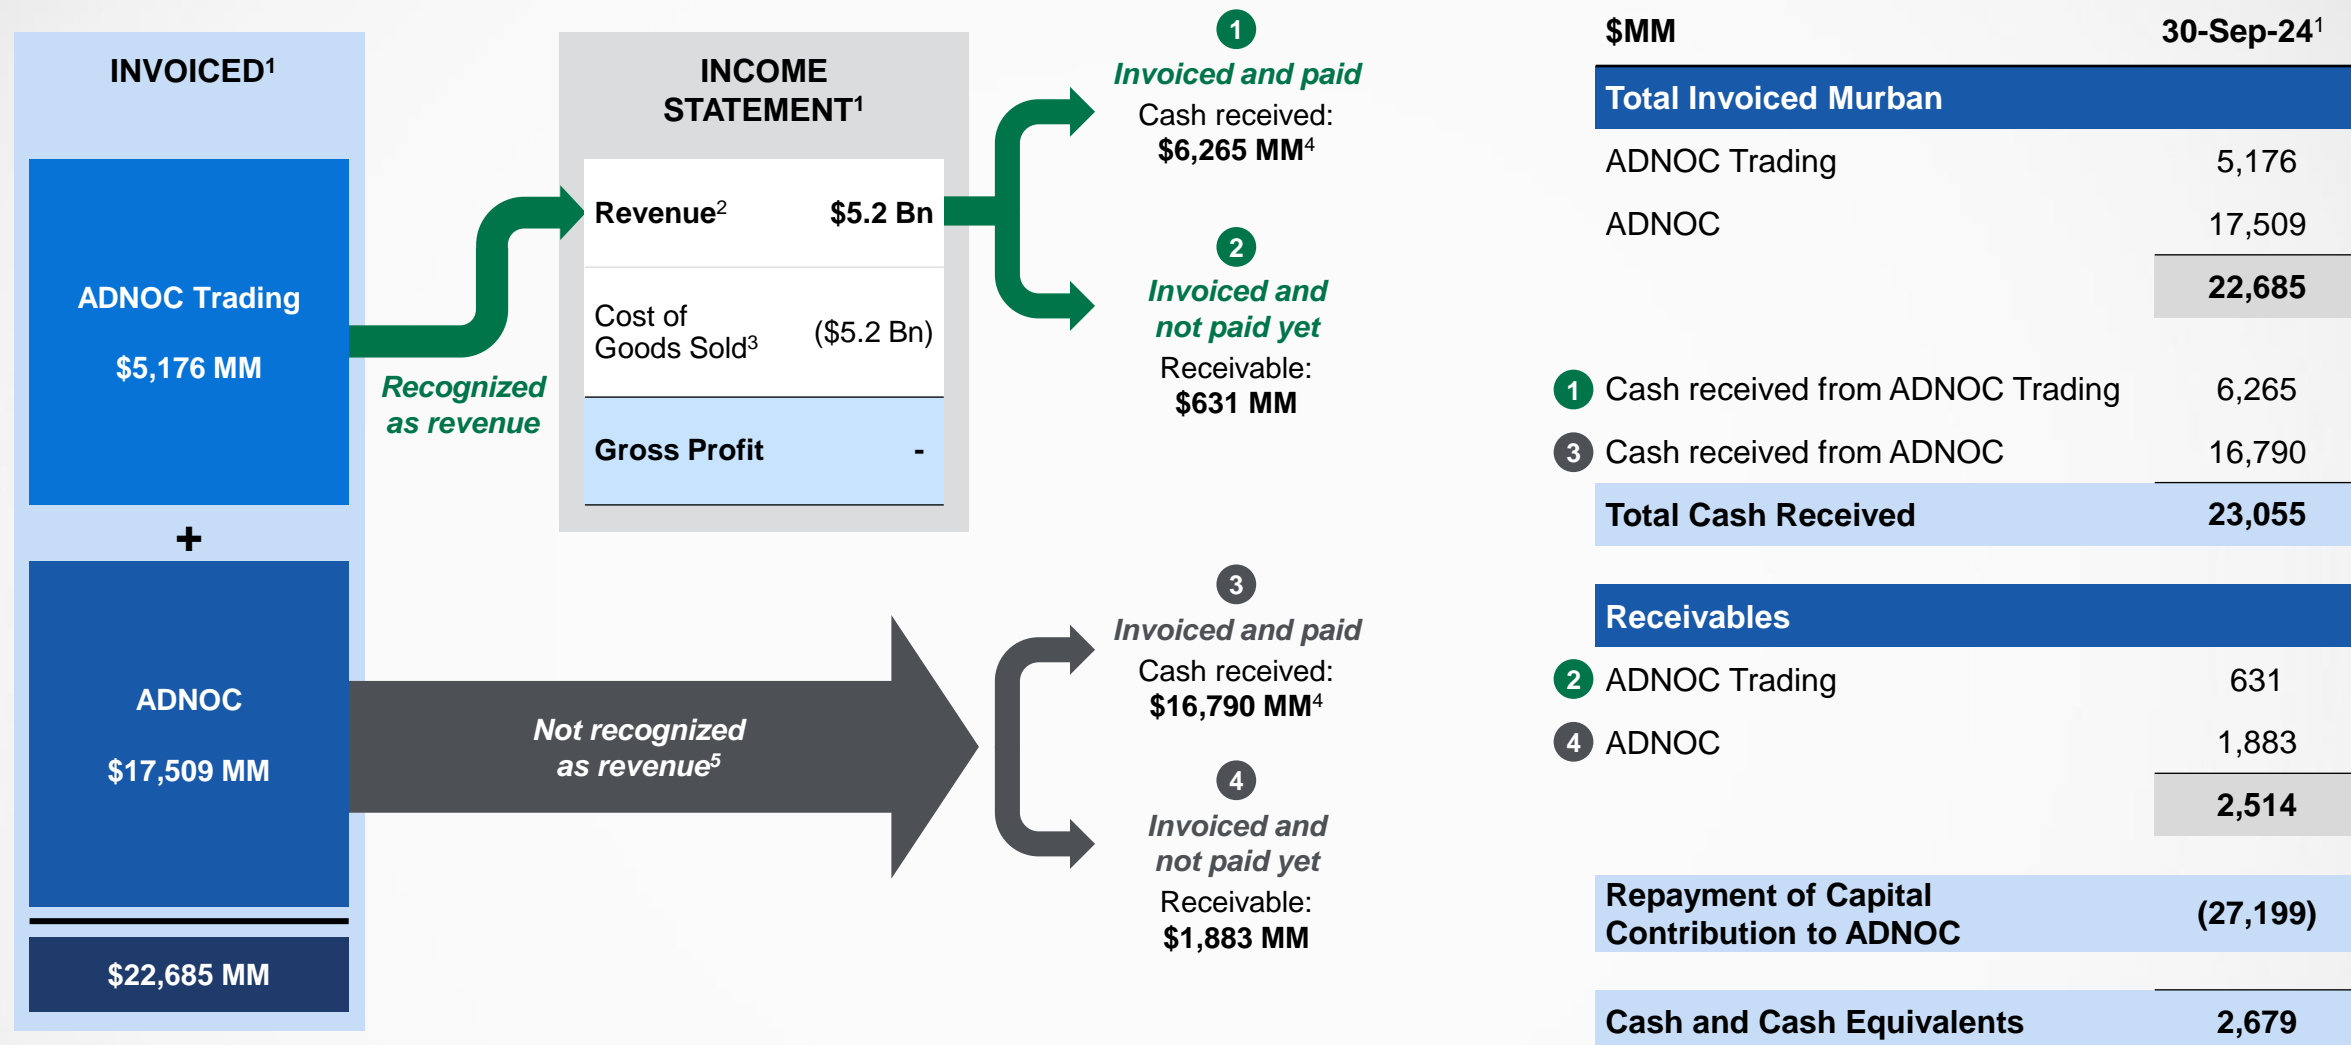 INVOICED¹
ADNOC Trading
$5,176 MM
+
ADNOC
$17,509 MM
$22,685 MM
Recognized
as revenue
INCOME
STATEMENT¹
Revenue² $5.2 Bn
Cost of
Goods Sold³ ($5.2 Bn)
Gross Profit -
Not recognized
as revenue⁵
1
Invoiced and paid
Cash received:
$6,265 MM⁴
2
Invoiced and
not paid yet
Receivable:
$631 MM
3
Invoiced and paid
Cash received:
$16,790 MM⁴
4
Invoiced and
not paid yet
Receivable:
$1,883 MM
$MM 30-Sep-24¹
Total Invoiced Murban
ADNOC Trading 5,176
ADNOC 17,509
22,685
1 Cash received from ADNOC Trading 6,265
3 Cash received from ADNOC 16,790
Total Cash Received 23,055
Receivables
2 ADNOC Trading 631
4 ADNOC 1,883
2,514
Repayment of Capital
Contribution to ADNOC (27,199)
Cash and Cash Equivalents 2,679